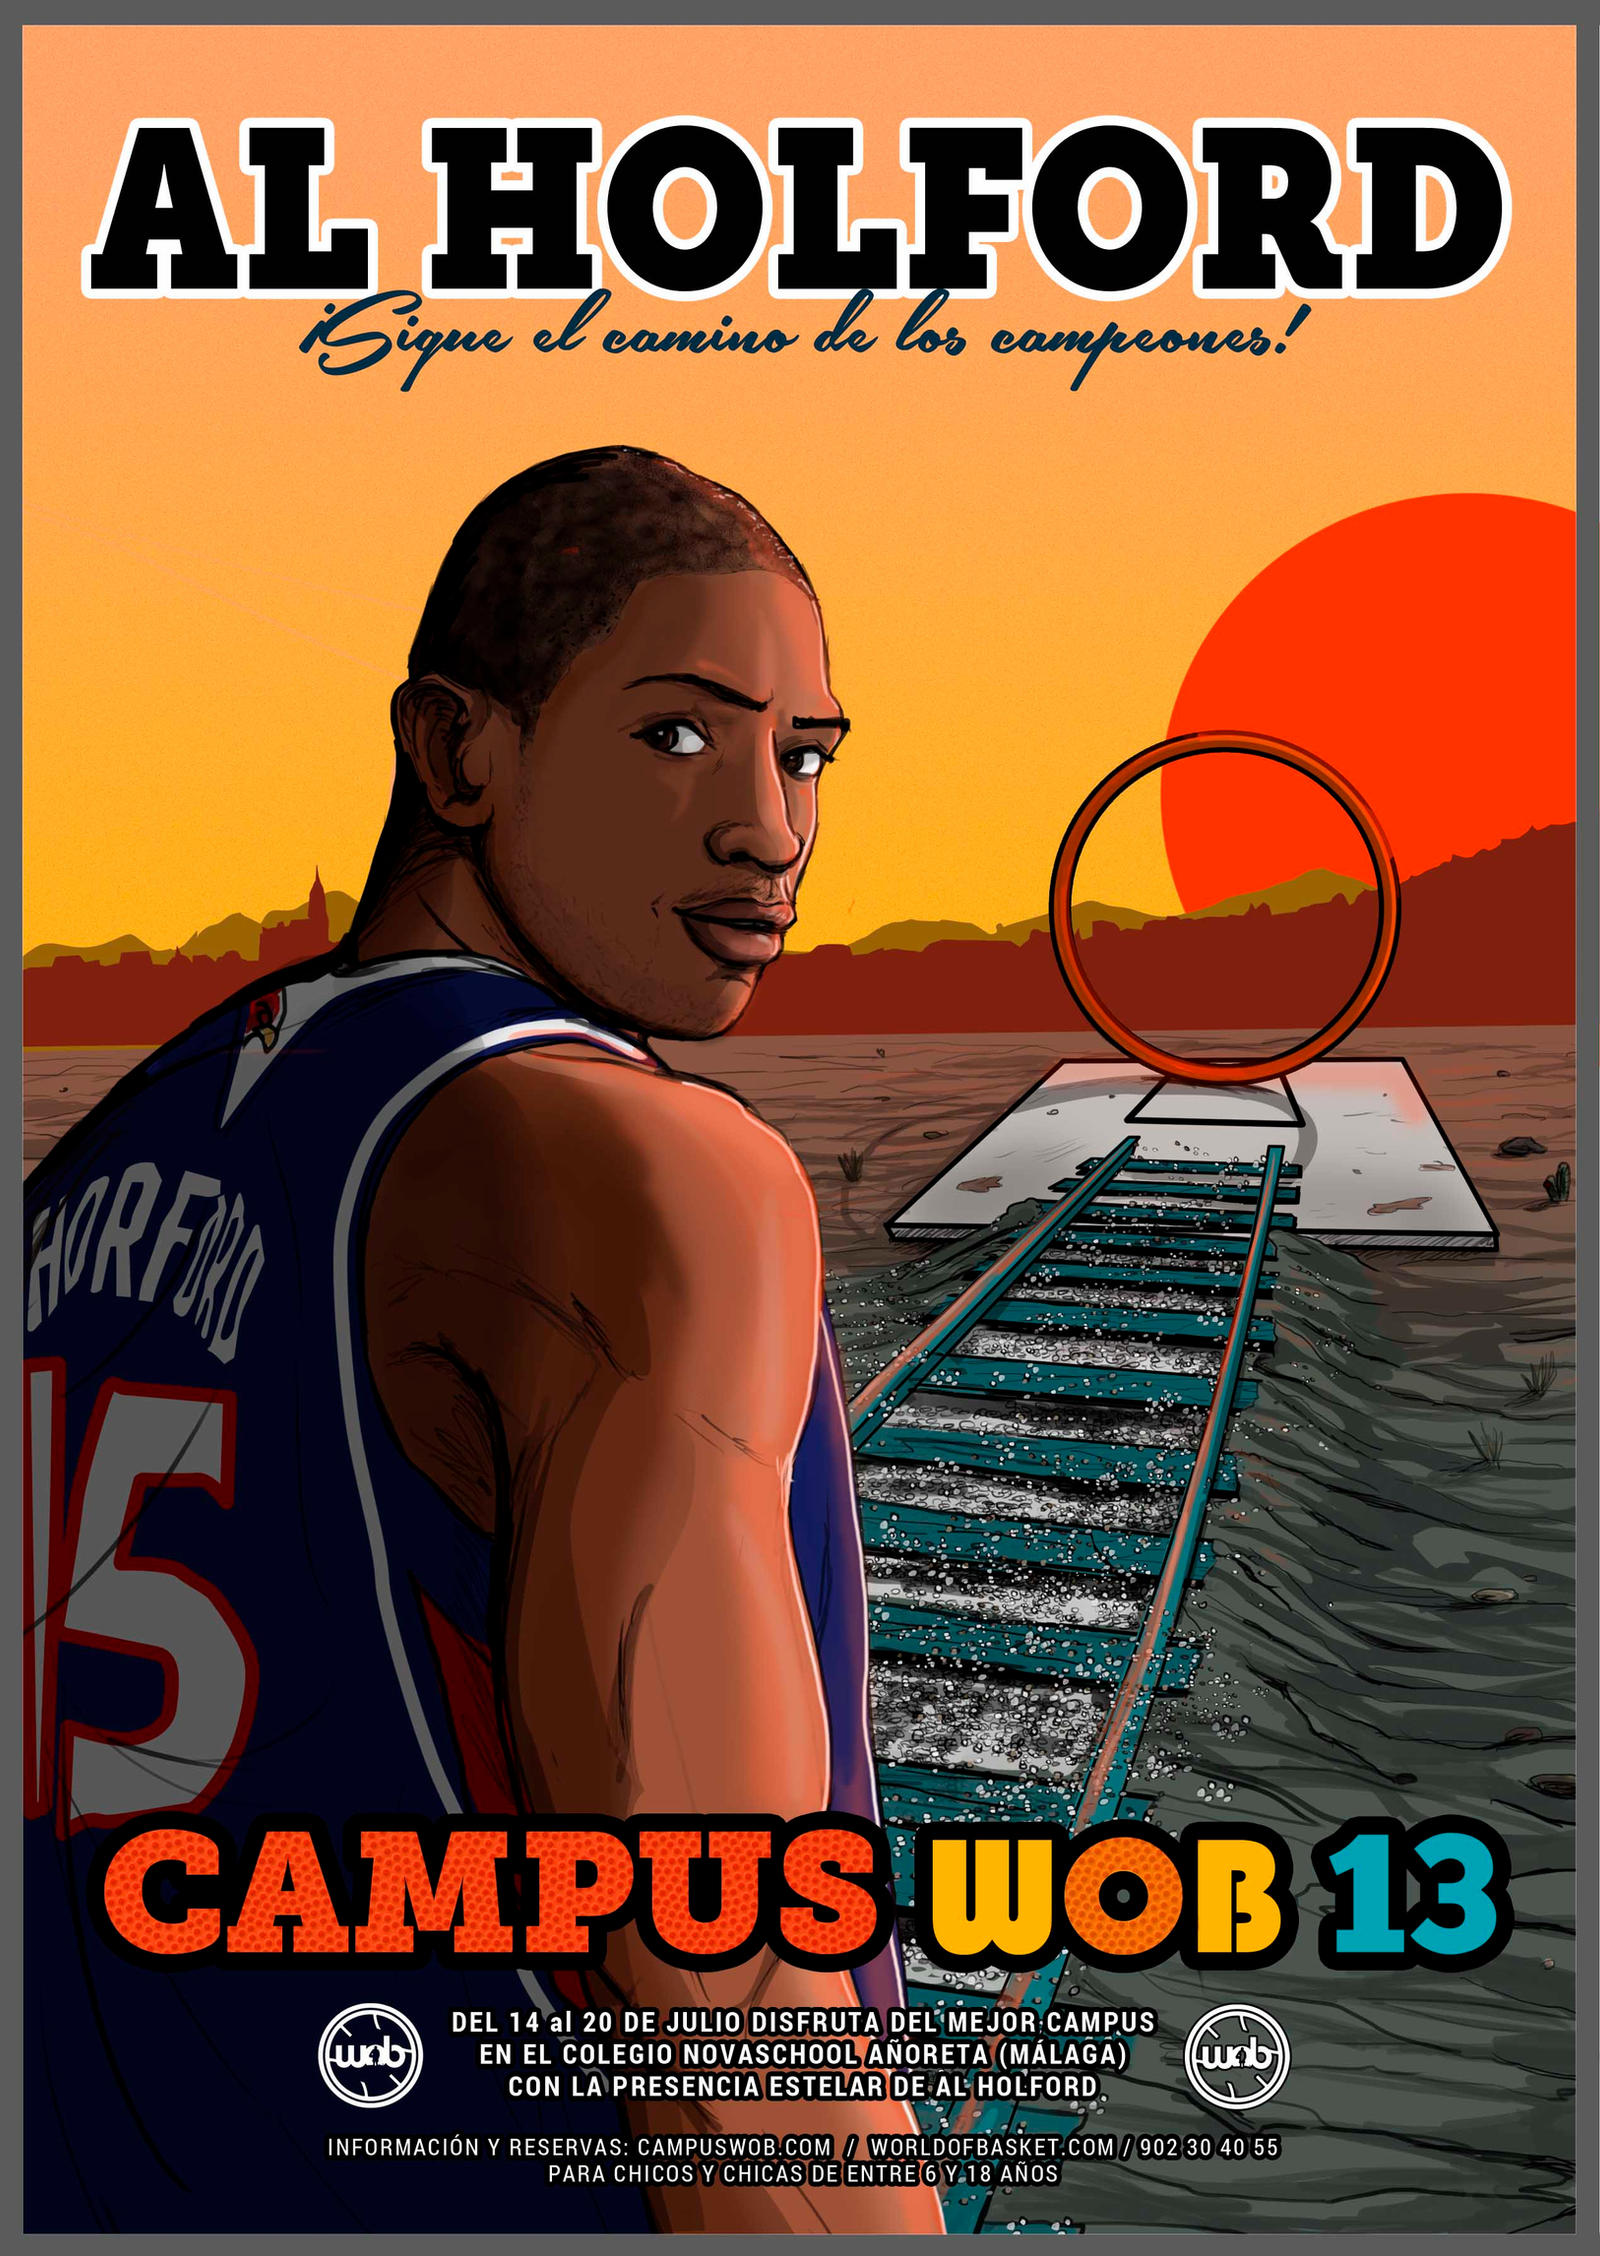 AL HOLFORD
¡Sigue el camino de los campeones!
HORFORD
15
CAMPUS WOB 13
wob
DEL 14 al 20 DE JULIO DISFRUTA DEL MEJOR CAMPUS
EN EL COLEGIO NOVASCHOOL AÑORETA (MÁLAGA)
CON LA PRESENCIA ESTELAR DE AL HOLFORD
wob
INFORMACIÓN Y RESERVAS: CAMPUSWOB.COM / WORLDOFBASKET.COM / 902 30 40 55
PARA CHICOS Y CHICAS DE ENTRE 6 Y 18 AÑOS